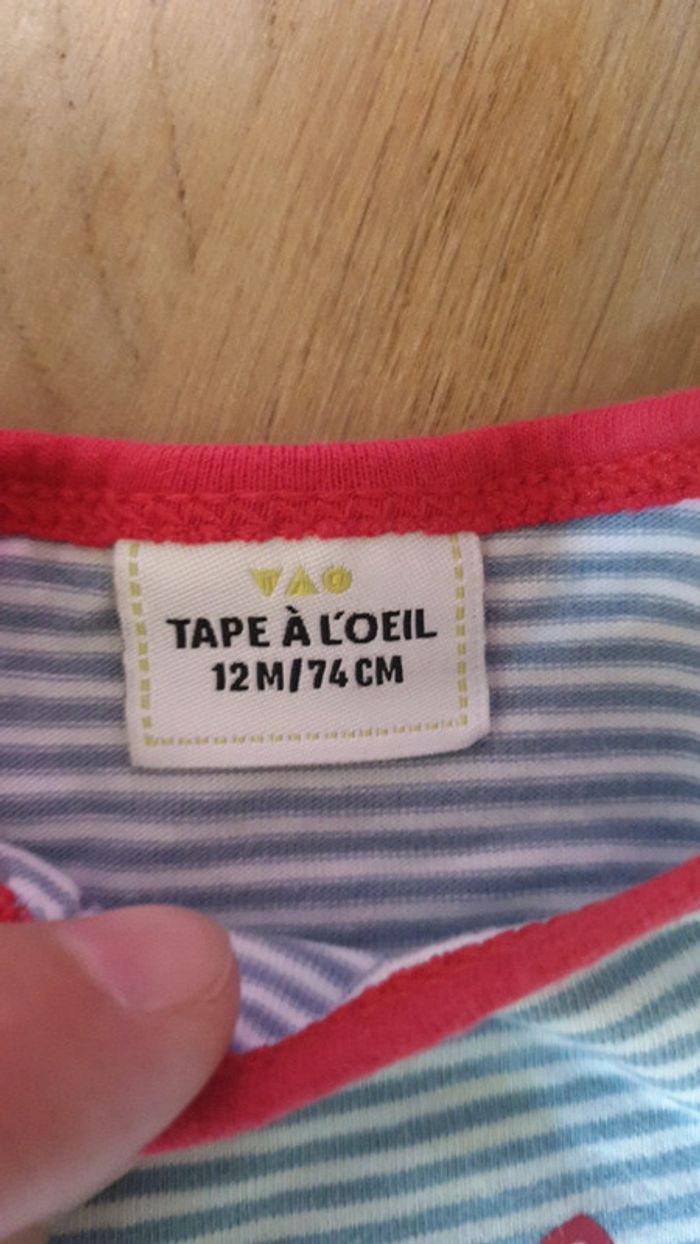 TAO
TAPE À L'OEIL
12M/74CM